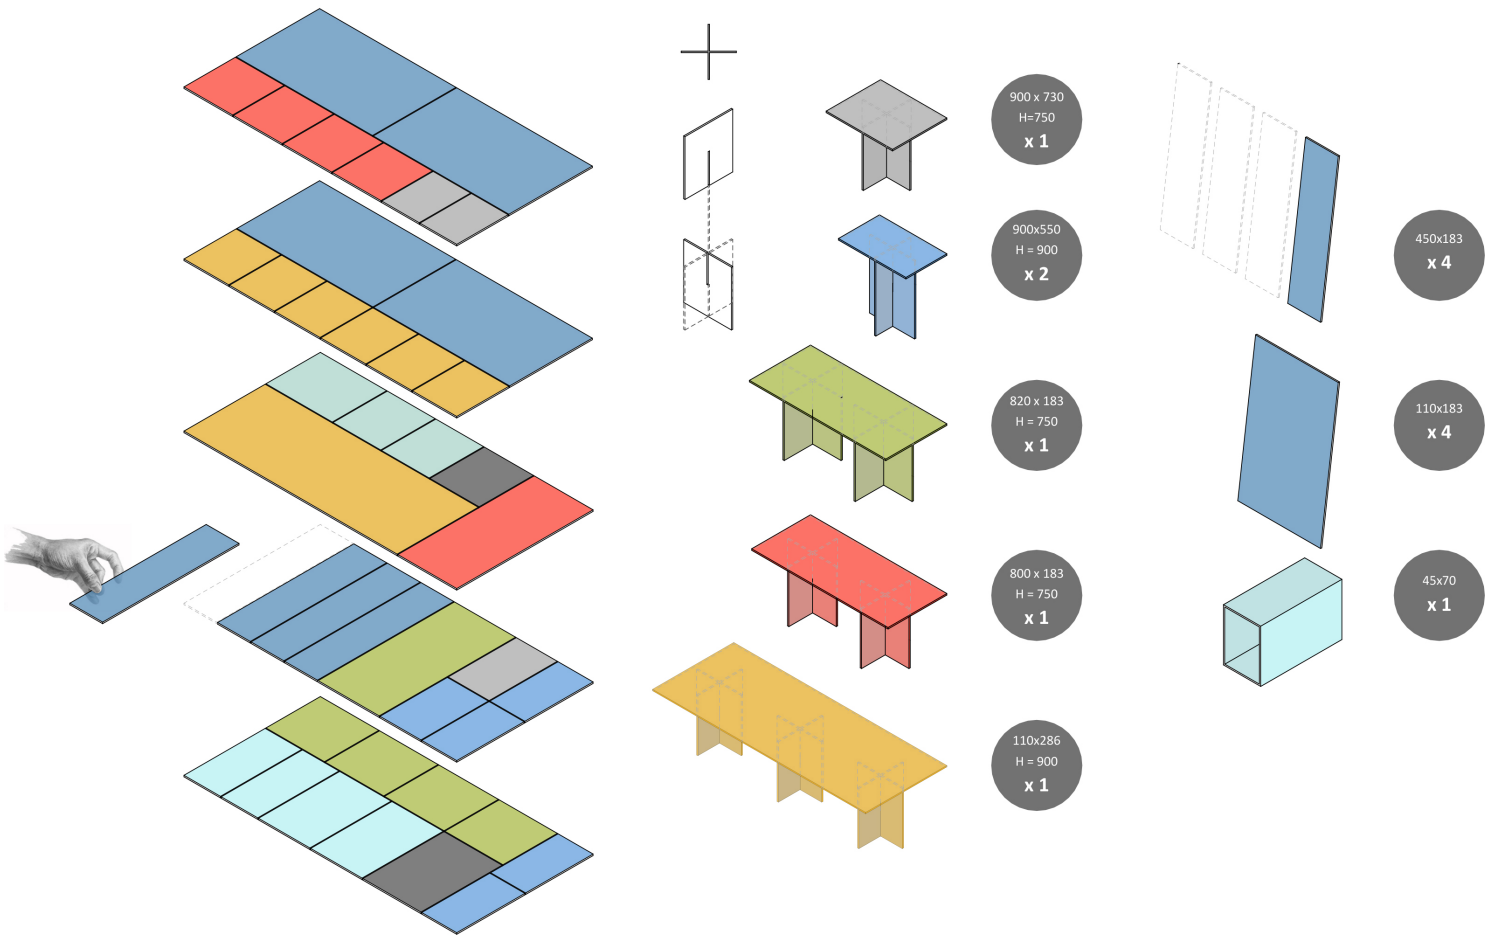 900 x 730
H=750
x 1
900x550
H = 900
x 2
820 x 183
H = 750
x 1
800 x 183
H = 750
x 1
110x286
H = 900
x 1
450x183
x 4
110x183
x 4
45x70
x 1